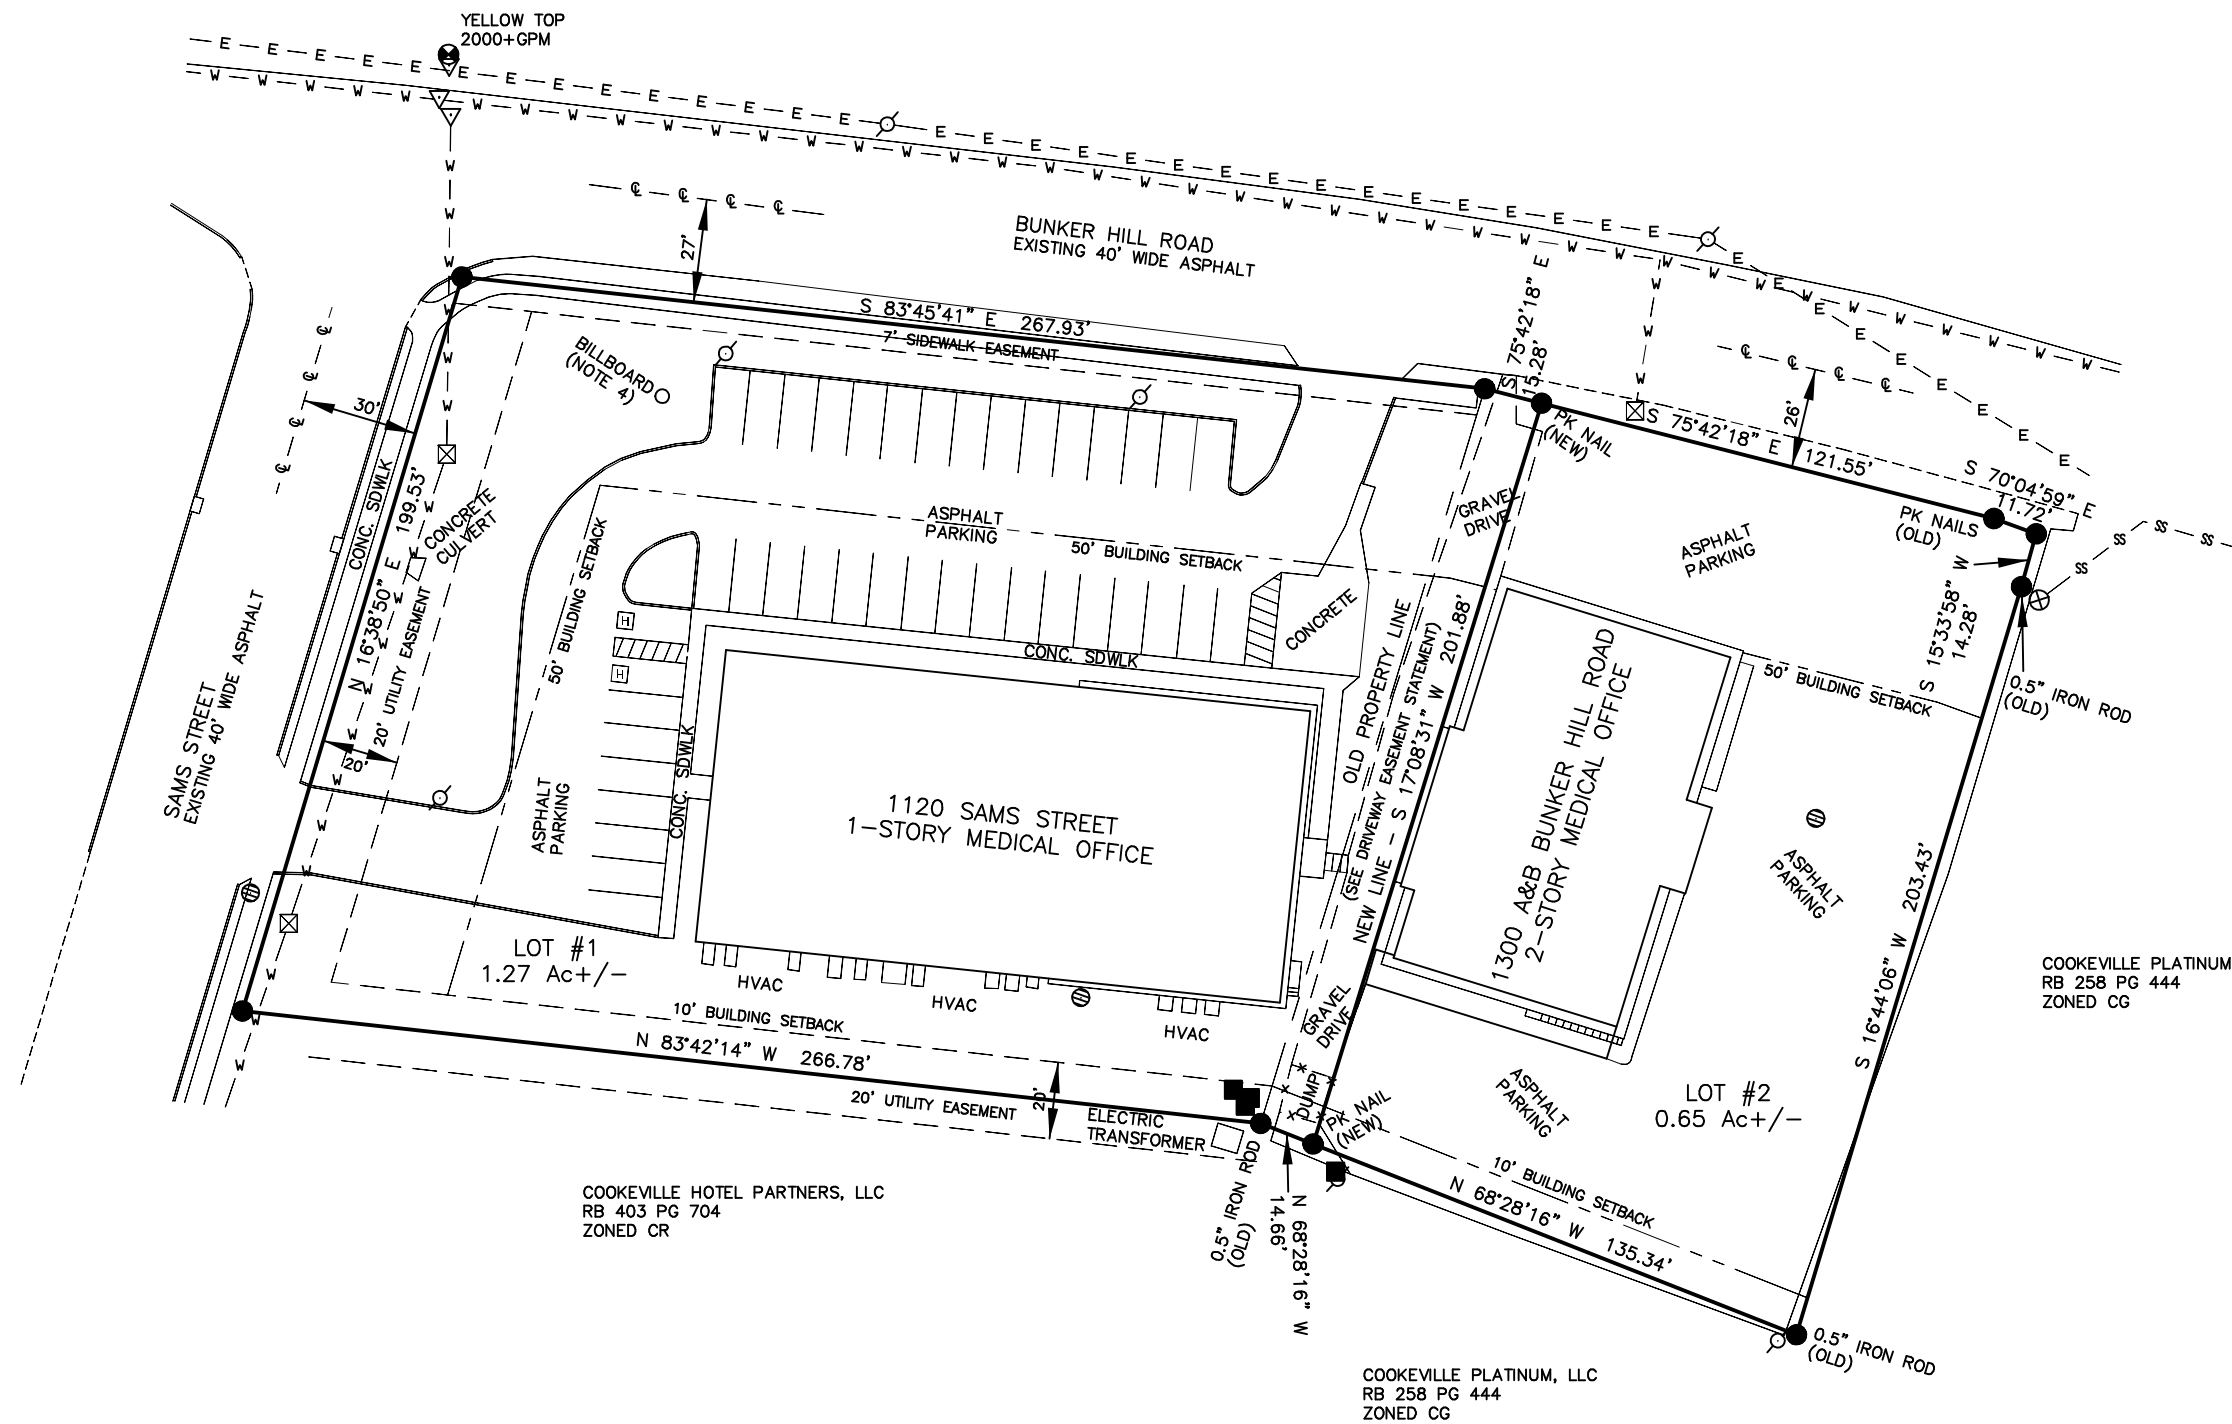 YELLOW TOP
2000+GPM
BUNKER HILL ROAD
EXISTING 40' WIDE ASPHALT
27'
S 83°45'41" E 267.93'
7' SIDEWALK EASEMENT
BILLBOARD
(NOTE 4)
30'
S 75°42'18" E
15.28'
PK NAIL
(NEW)
S 75°42'18" E 121.55'
26'
S 70°04'59" E
11.72'
PK NAILS
(OLD)
S 15°33'58" W
14.28'
0.5" IRON ROD
(OLD)
CONC. SDWLK
N 16°38'50" E 199.53'
CONCRETE
CULVERT
20' UTILITY EASEMENT
20'
50' BUILDING SETBACK
SAMS STREET
EXISTING 40' WIDE ASPHALT
ASPHALT
PARKING
50' BUILDING SETBACK
GRAVEL
DRIVE
ASPHALT
PARKING
CONCRETE
H
H
CONC. SDWLK
CONC. SDWLK
CONC. SDWLK
ASPHALT
PARKING
1120 SAMS STREET
1-STORY MEDICAL OFFICE
OLD PROPERTY LINE
(SEE DRIVEWAY EASEMENT STATEMENT)
NEW LINE - S 17°08'31" W 201.88'
1300 A&B BUNKER HILL ROAD
2-STORY MEDICAL OFFICE
50' BUILDING SETBACK
ASPHALT
PARKING
S 16°44'06" W 203.43'
COOKEVILLE PLATINUM
RB 258 PG 444
ZONED CG
LOT #1
1.27 Ac+/-
HVAC
HVAC
HVAC
10' BUILDING SETBACK
N 83°42'14" W 266.78'
20' UTILITY EASEMENT
20'
ELECTRIC
TRANSFORMER
GRAVEL
DRIVE
DUMP
PK NAIL
(NEW)
0.5" IRON ROD
(OLD)
N 68°28'16" W
14.66'
ASPHALT
PARKING
LOT #2
0.65 Ac+/-
10' BUILDING SETBACK
N 68°28'16" W 135.34'
0.5" IRON ROD
(OLD)
COOKEVILLE HOTEL PARTNERS, LLC
RB 403 PG 704
ZONED CR
COOKEVILLE PLATINUM, LLC
RB 258 PG 444
ZONED CG